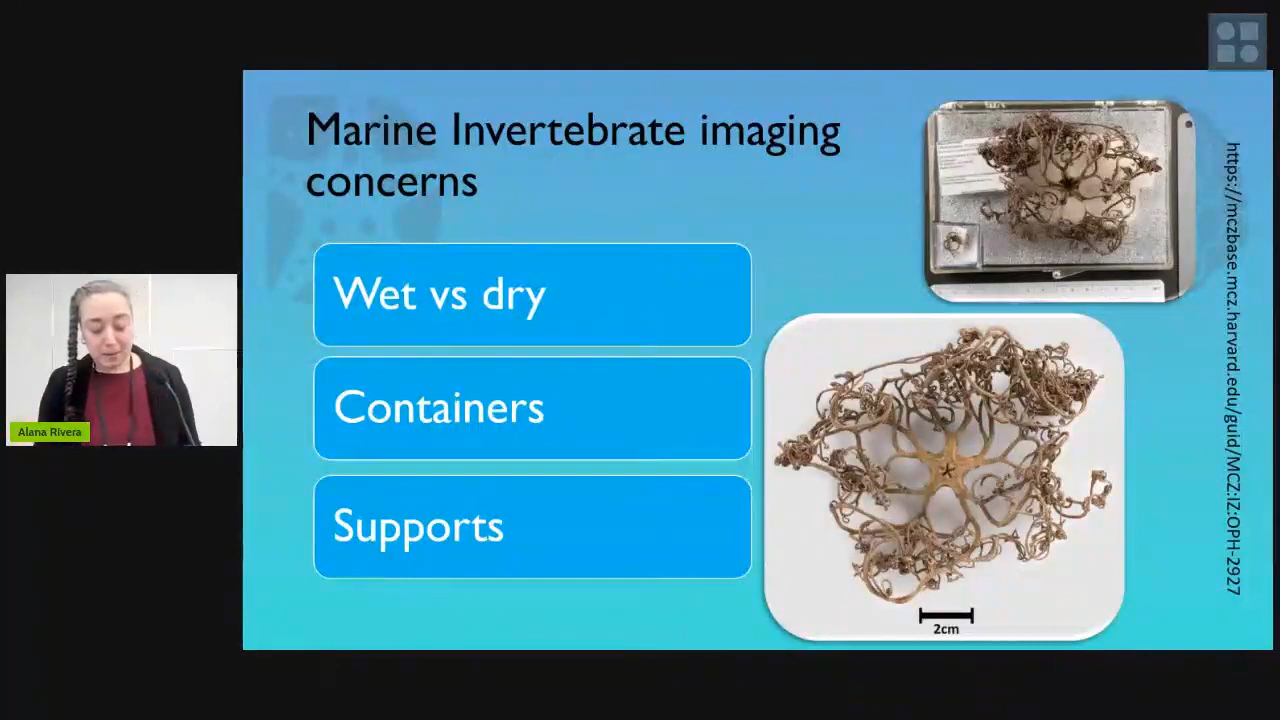 Marine Invertebrate imaging
concerns
Wet vs dry
Containers
Supports
2cm
https://mczbase.mcz.harvard.edu/guid/MCZ:IZ:OPH-2927
Alana Rivera